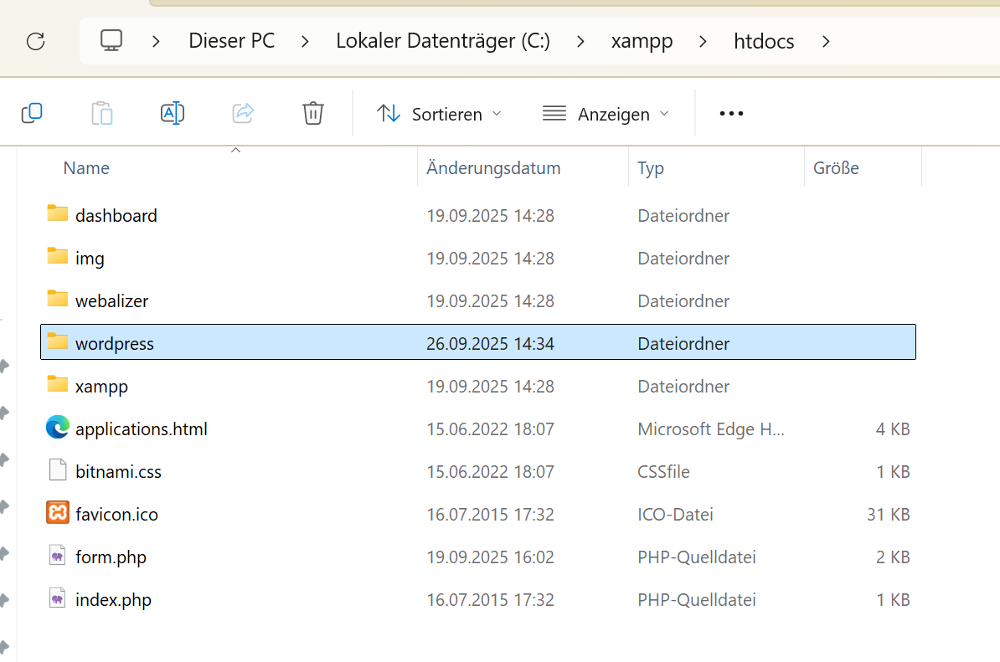 Dieser PC Lokaler Datenträger (C:) xampp htdocs
Sortieren Anzeigen
Name Änderungsdatum Typ Größe
dashboard 19.09.2025 14:28 Dateiordner
img 19.09.2025 14:28 Dateiordner
webalizer 19.09.2025 14:28 Dateiordner
wordpress 26.09.2025 14:34 Dateiordner
xampp 19.09.2025 14:28 Dateiordner
applications.html 15.06.2022 18:07 Microsoft Edge H... 4 KB
bitnami.css 15.06.2022 18:07 CSSfile 1 KB
favicon.ico 16.07.2015 17:32 ICO-Datei 31 KB
form.php 19.09.2025 16:02 PHP-Quelldatei 2 KB
index.php 16.07.2015 17:32 PHP-Quelldatei 1 KB